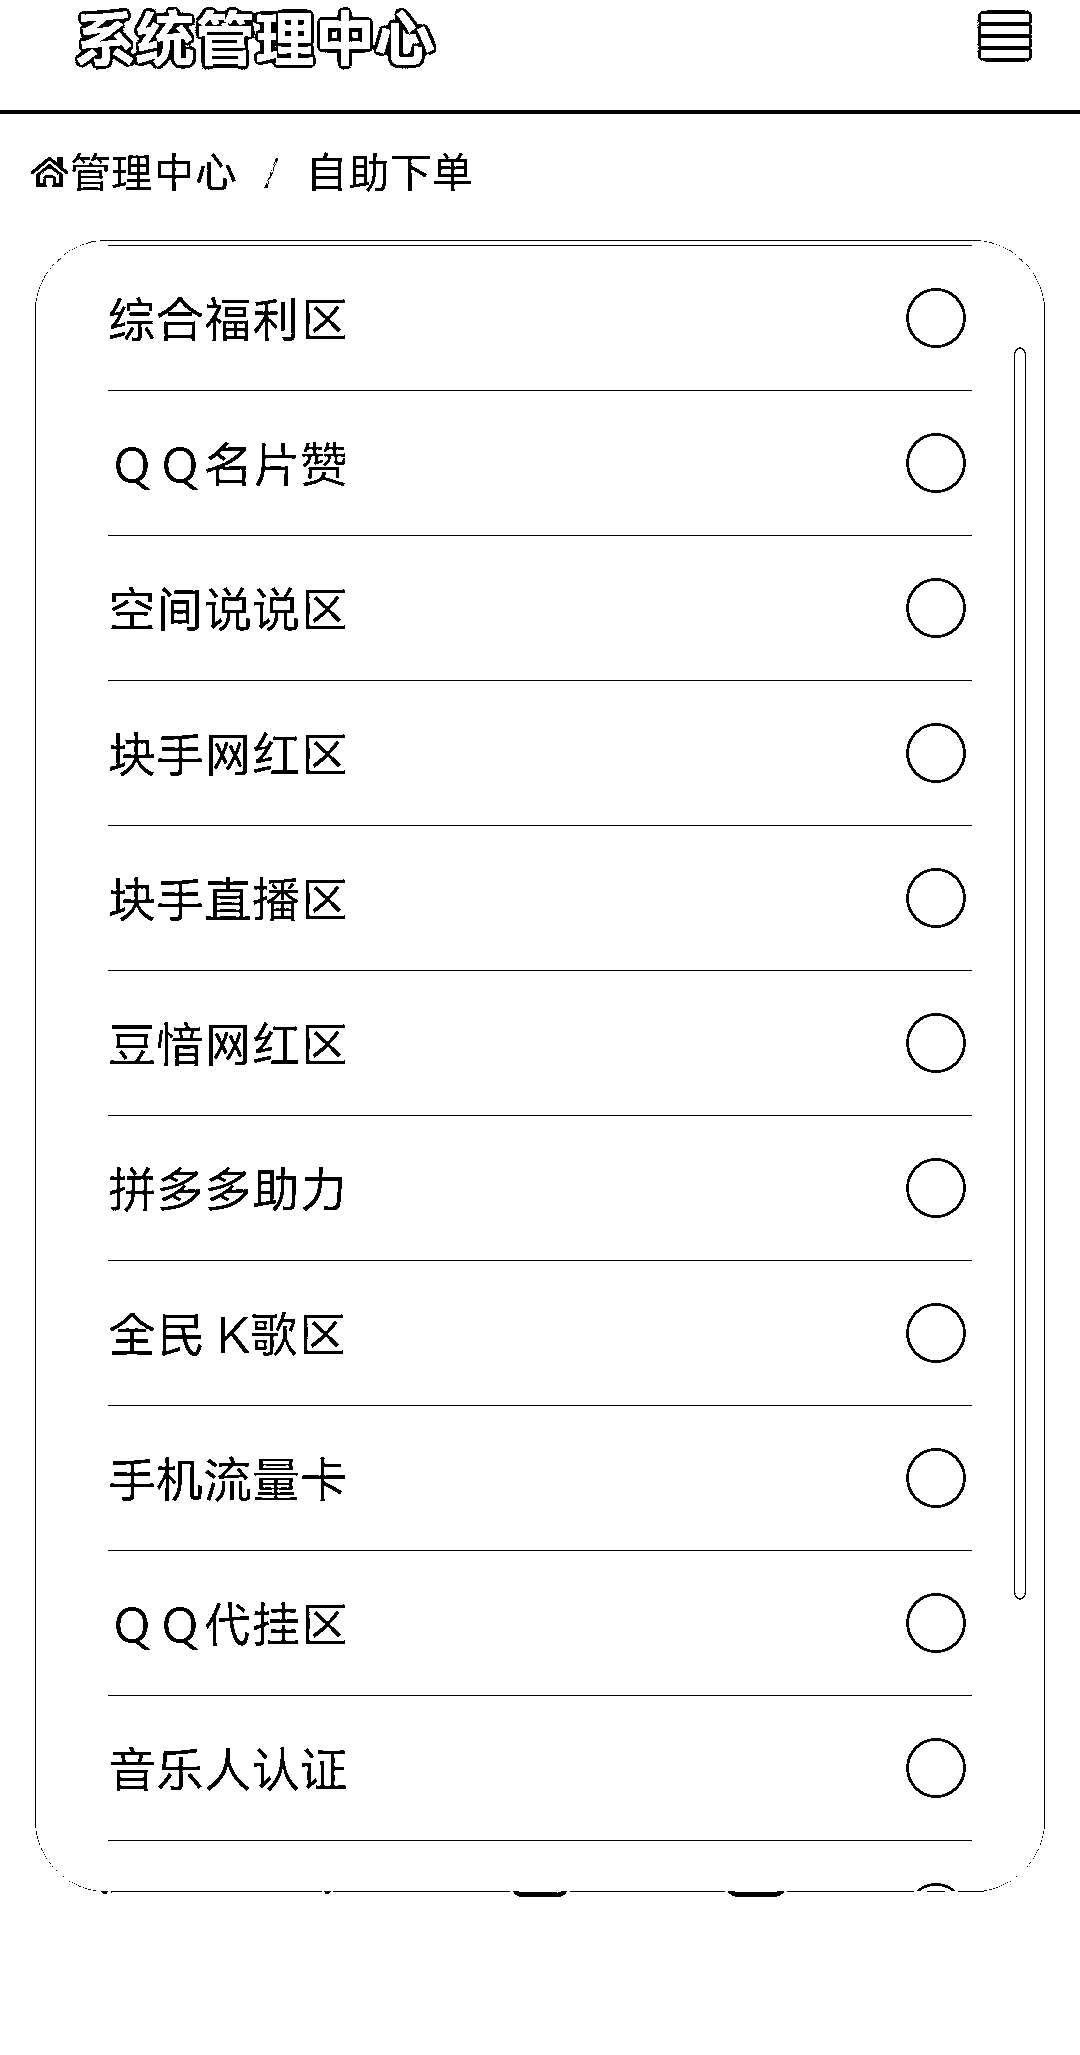 系统管理中心
管理中心 / 自助下单
综合福利区
ＱＱ名片赞
空间说说区
块手网红区
块手直播区
豆愔网红区
拼多多助力
全民 K歌区
手机流量卡
ＱＱ代挂区
音乐人认证